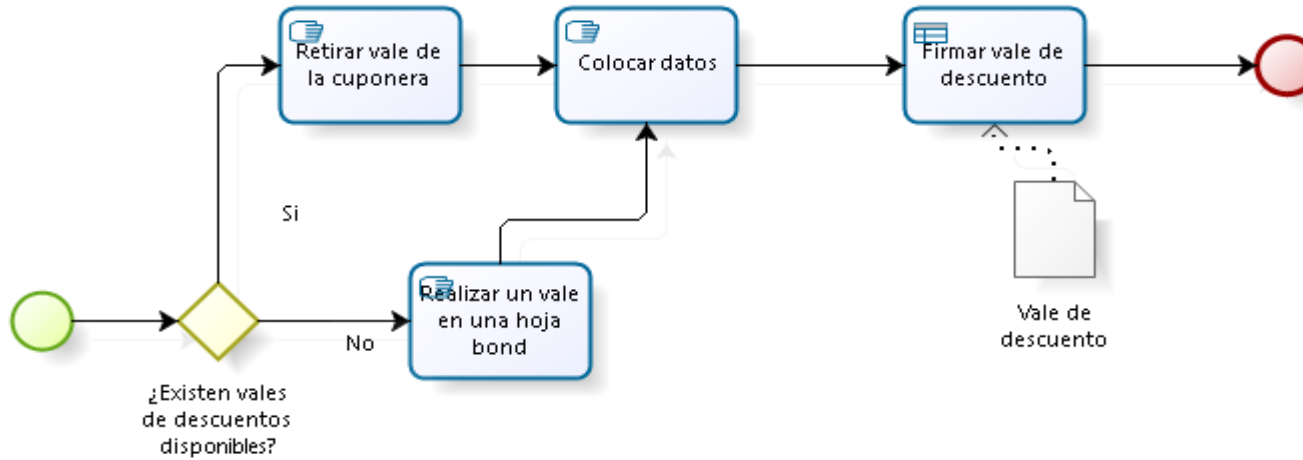 Retirar vale de
la cuponera
Colocar datos
Firmar vale de
descuento
Si
Realizar un vale
en una hoja
bond
No
Vale de
descuento
¿Existen vales
de descuentos
disponibles?